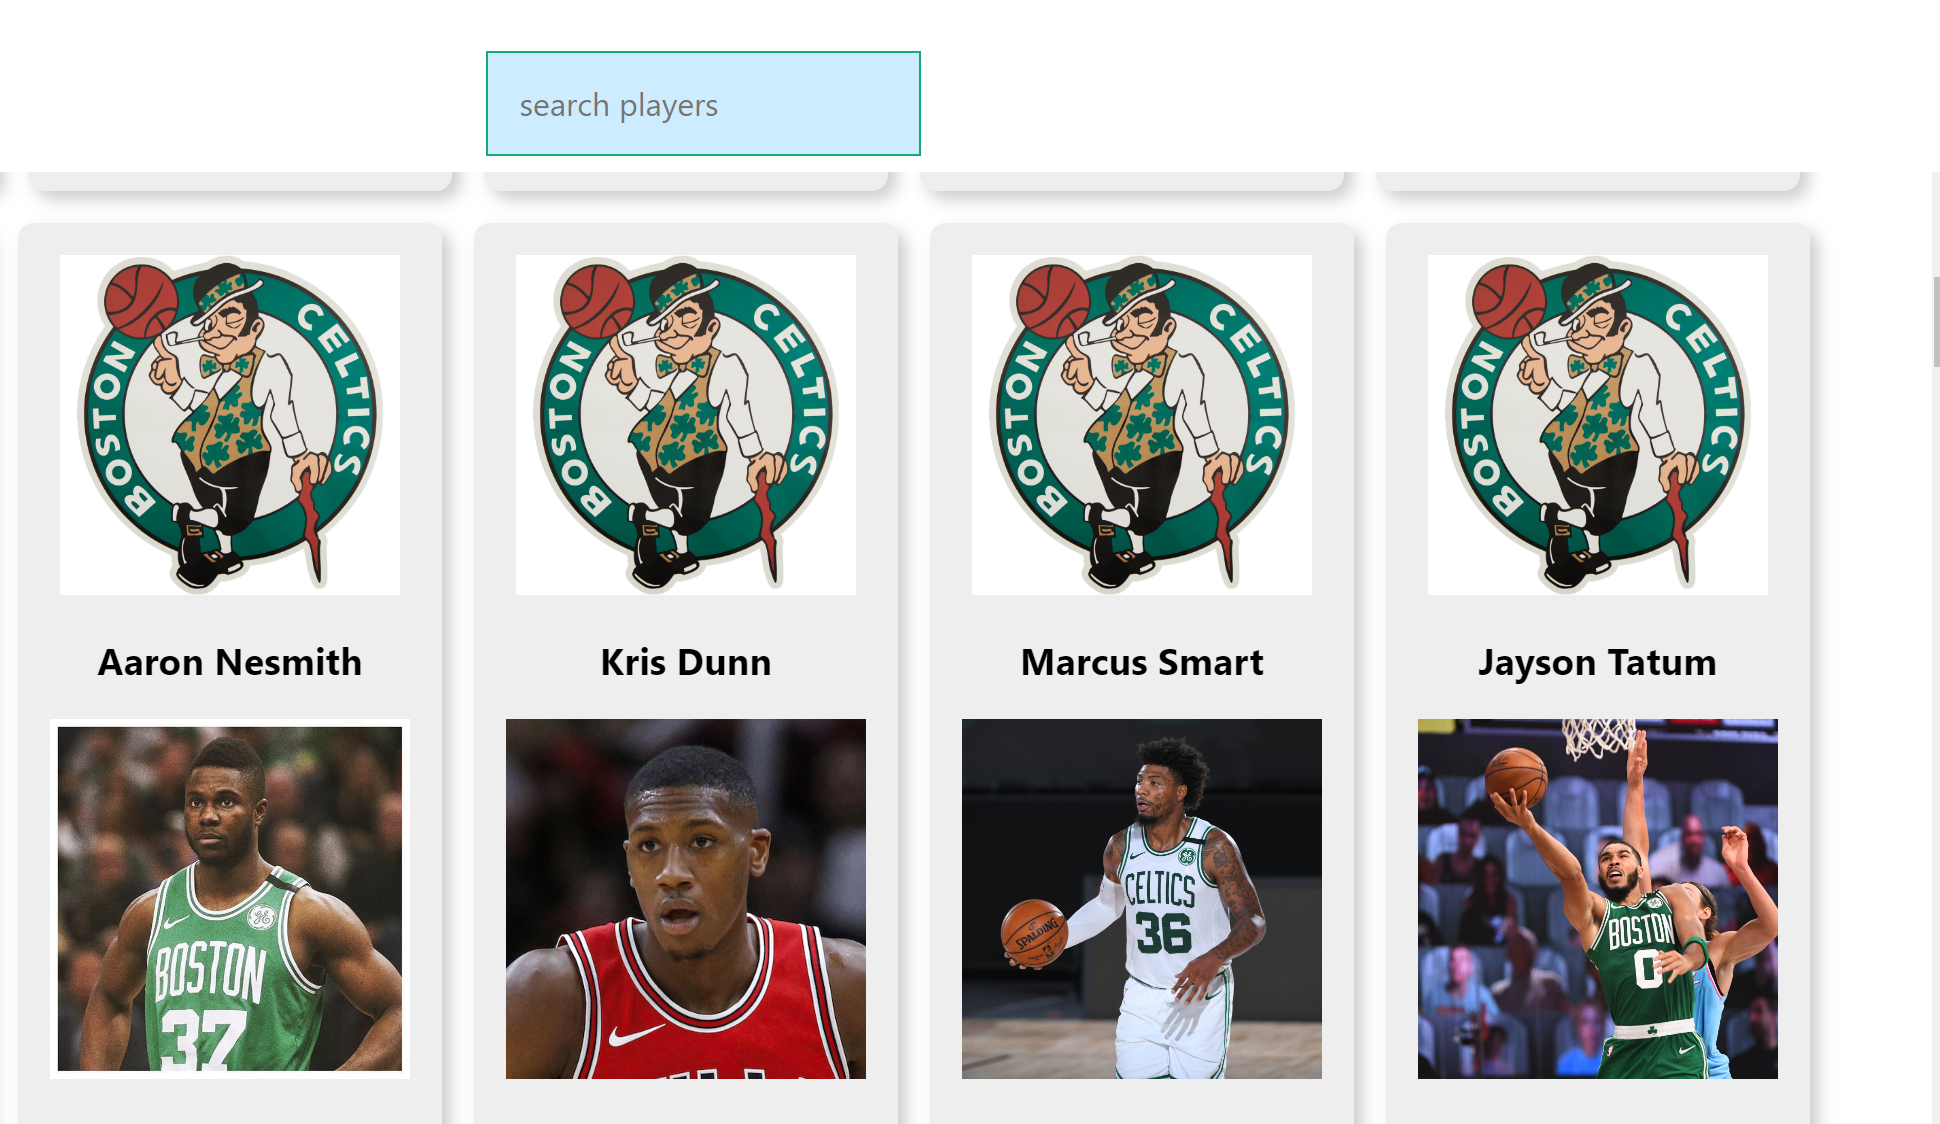 search players
BOSTON CELTICS
BOSTON CELTICS
BOSTON CELTICS
BOSTON CELTICS
Aaron Nesmith
Kris Dunn
Marcus Smart
Jayson Tatum
BOSTON
37
CELTICS
36
SPALDING
BOSTON
0